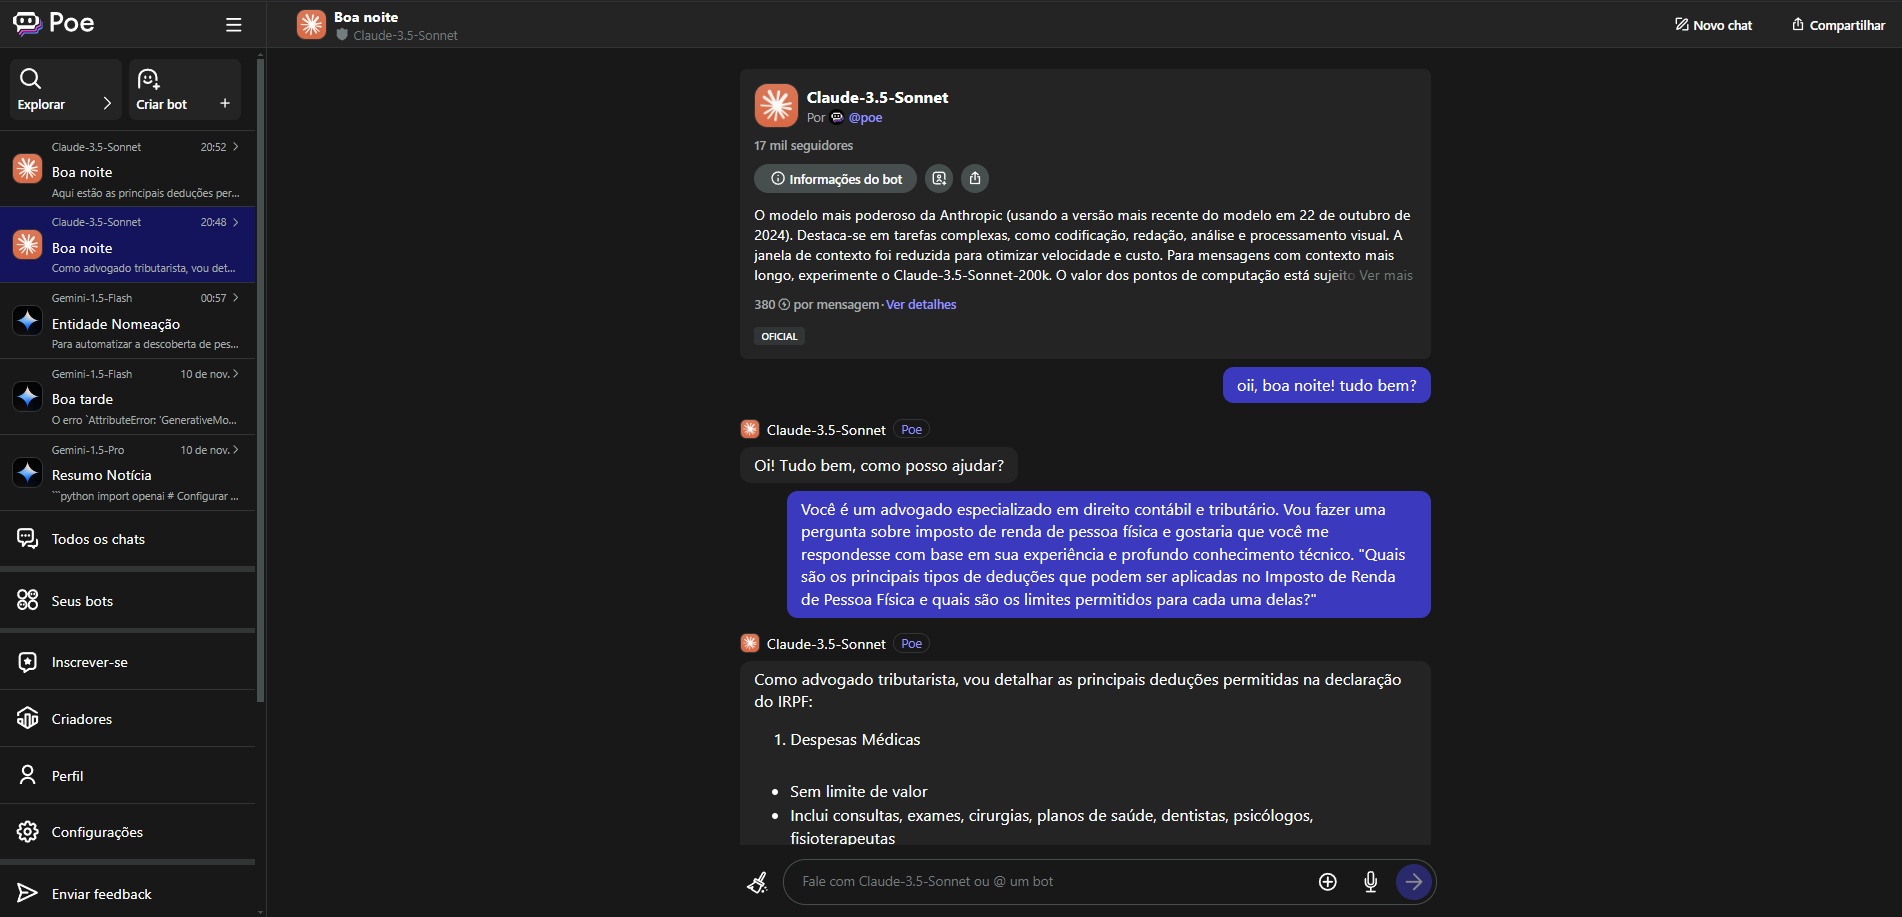 Poe
Explorar
Criar bot
Claude-3.5-Sonnet 20:52
Boa noite
Aqui estão as principais deduções per...
Claude-3.5-Sonnet 20:48
Boa noite
Como advogado tributarista, vou det...
Gemini-1.5-Flash 00:57
Entidade Nomeação
Para automatizar a descoberta de pes...
Gemini-1.5-Flash 10 de nov.
Boa tarde
O erro `AttributeError: 'GenerativeMo...
Gemini-1.5-Pro 10 de nov.
Resumo Notícia
```python import openai # Configurar ...
Todos os chats
Seus bots
Inscrever-se
Criadores
Perfil
Configurações
Enviar feedback
Boa noite
Claude-3.5-Sonnet
Novo chat
Compartilhar
Claude-3.5-Sonnet
Por @poe
17 mil seguidores
Informações do bot
O modelo mais poderoso da Anthropic (usando a versão mais recente do modelo em 22 de outubro de
2024). Destaca-se em tarefas complexas, como codificação, redação, análise e processamento visual. A
janela de contexto foi reduzida para otimizar velocidade e custo. Para mensagens com contexto mais
longo, experimente o Claude-3.5-Sonnet-200k. O valor dos pontos de computação está sujeito Ver mais
380 por mensagem · Ver detalhes
OFICIAL
oii, boa noite! tudo bem?
Claude-3.5-Sonnet Poe
Oi! Tudo bem, como posso ajudar?
Você é um advogado especializado em direito contábil e tributário. Vou fazer uma
pergunta sobre imposto de renda de pessoa física e gostaria que você me
respondesse com base em sua experiência e profundo conhecimento técnico. "Quais
são os principais tipos de deduções que podem ser aplicadas no Imposto de Renda
de Pessoa Física e quais são os limites permitidos para cada uma delas?"
Claude-3.5-Sonnet Poe
Como advogado tributarista, vou detalhar as principais deduções permitidas na declaração
do IRPF:
1. Despesas Médicas
• Sem limite de valor
• Inclui consultas, exames, cirurgias, planos de saúde, dentistas, psicólogos,
fisioterapeutas
Fale com Claude-3.5-Sonnet ou @ um bot